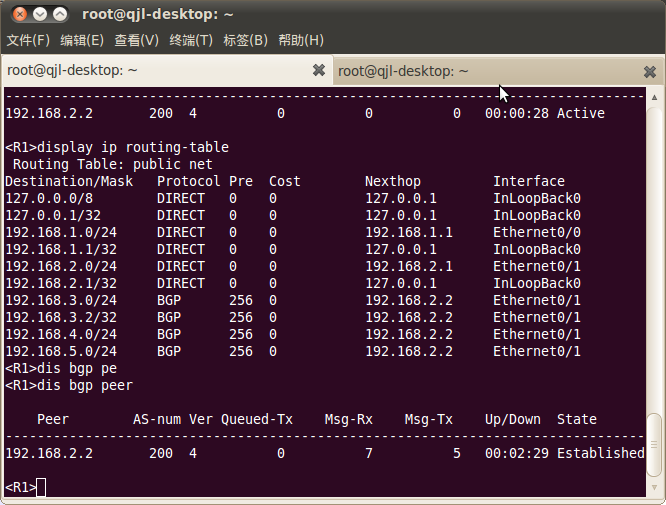 root@qjl-desktop: ~
文件(F) 编辑(E) 查看(V) 终端(T) 标签(B) 帮助(H)
root@qjl-desktop: ~ root@qjl-desktop: ~
--------------------------------------------------------------------------------
192.168.2.2       200  4          0          0          0   00:00:28 Active
<R1>display ip routing-table
 Routing Table: public net
Destination/Mask   Protocol Pre  Cost        Nexthop         Interface
127.0.0.0/8        DIRECT   0    0           127.0.0.1       InLoopBack0
127.0.0.1/32       DIRECT   0    0           127.0.0.1       InLoopBack0
192.168.1.0/24     DIRECT   0    0           192.168.1.1     Ethernet0/0
192.168.1.1/32     DIRECT   0    0           127.0.0.1       InLoopBack0
192.168.2.0/24     DIRECT   0    0           192.168.2.1     Ethernet0/1
192.168.2.1/32     DIRECT   0    0           127.0.0.1       InLoopBack0
192.168.3.0/24     BGP      256  0           192.168.2.2     Ethernet0/1
192.168.3.2/32     BGP      256  0           192.168.2.2     Ethernet0/1
192.168.4.0/24     BGP      256  0           192.168.2.2     Ethernet0/1
192.168.5.0/24     BGP      256  0           192.168.2.2     Ethernet0/1
<R1>dis bgp pe
<R1>dis bgp peer
    Peer        AS-num Ver Queued-Tx    Msg-Rx    Msg-Tx    Up/Down  State
--------------------------------------------------------------------------------
192.168.2.2       200  4          0          7          5   00:02:29 Established
<R1>